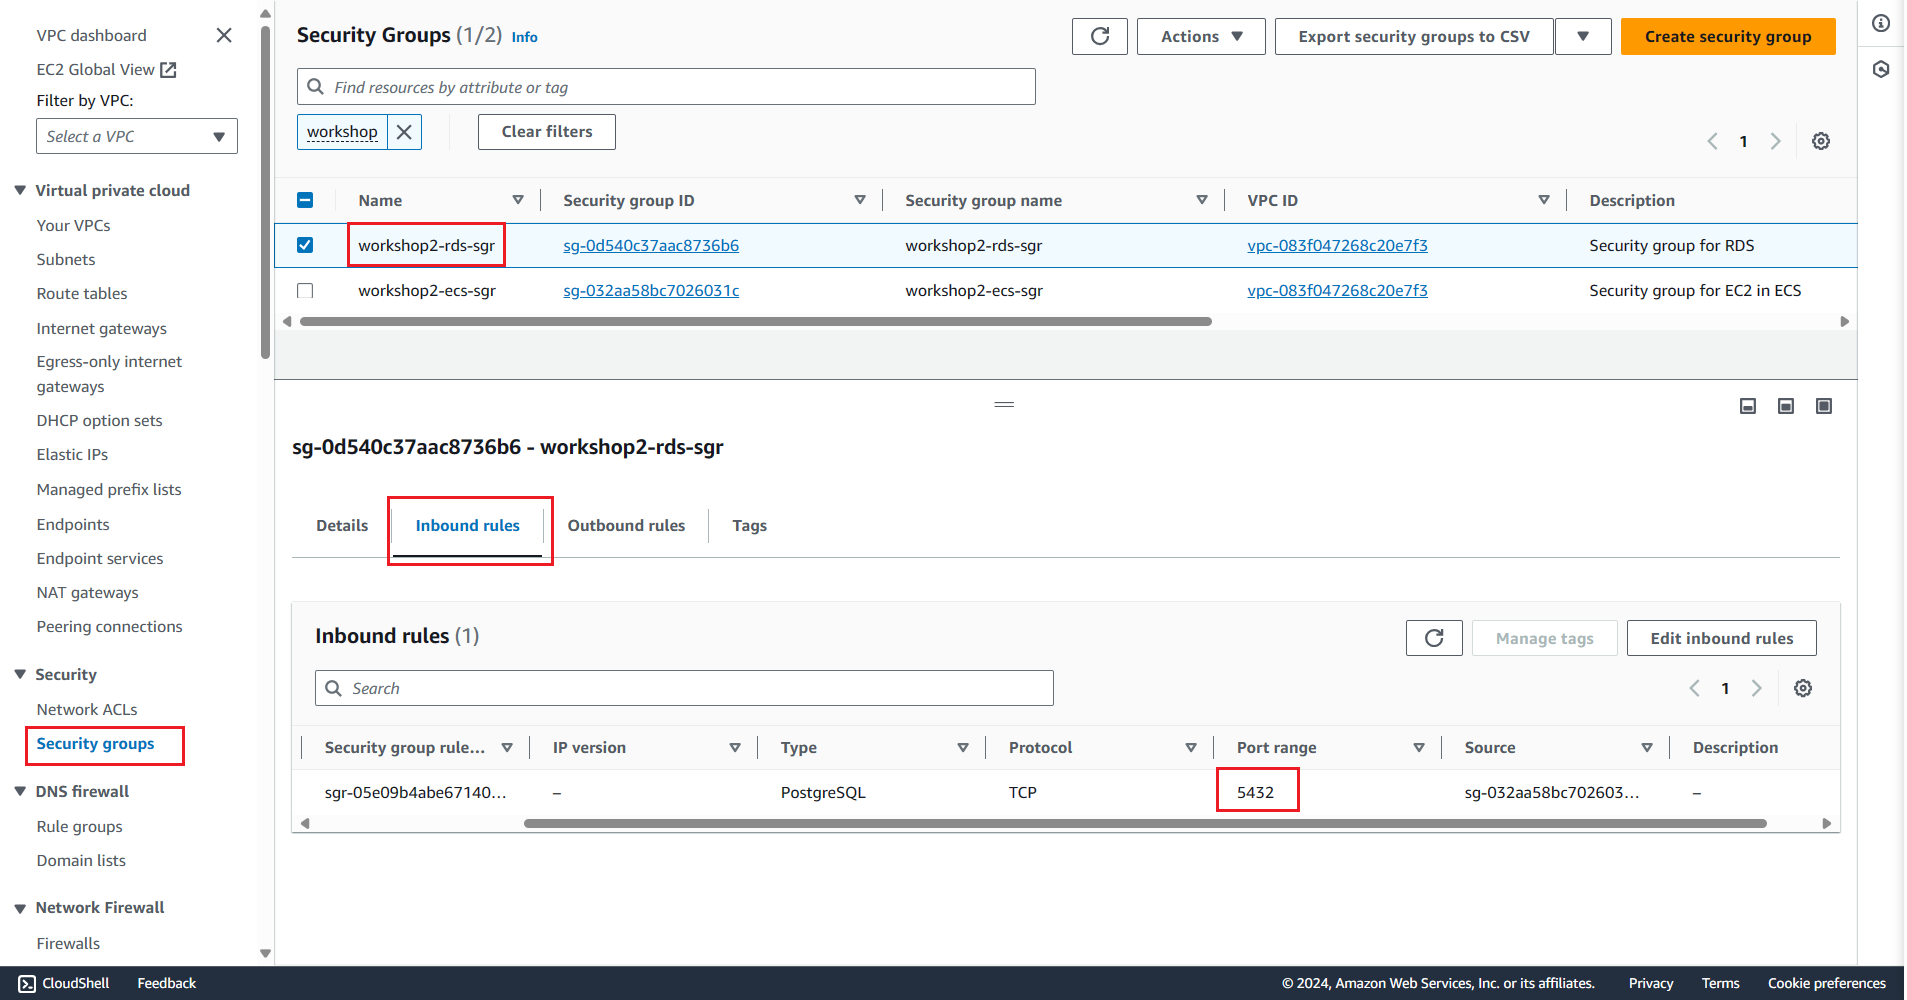 VPC dashboard
EC2 Global View
Filter by VPC:
Select a VPC
Virtual private cloud
Your VPCs
Subnets
Route tables
Internet gateways
Egress-only internet
gateways
DHCP option sets
Elastic IPs
Managed prefix lists
Endpoints
Endpoint services
NAT gateways
Peering connections
Security
Network ACLs
Security groups
DNS firewall
Rule groups
Domain lists
Network Firewall
Firewalls
Security Groups (1/2) Info
Actions
Export security groups to CSV
Create security group
Find resources by attribute or tag
workshop
Clear filters
1
Name Security group ID Security group name VPC ID Description
workshop2-rds-sgr sg-0d540c37aac8736b6 workshop2-rds-sgr vpc-083f047268c20e7f3 Security group for RDS
workshop2-ecs-sgr sg-032aa58bc7026031c workshop2-ecs-sgr vpc-083f047268c20e7f3 Security group for EC2 in ECS
sg-0d540c37aac8736b6 - workshop2-rds-sgr
Details Inbound rules Outbound rules Tags
Inbound rules (1)
Manage tags
Edit inbound rules
Search
1
Security group rule... IP version Type Protocol Port range Source Description
sgr-05e09b4abe67140... – PostgreSQL TCP 5432 sg-032aa58bc702603... –
CloudShell Feedback © 2024, Amazon Web Services, Inc. or its affiliates. Privacy Terms Cookie preferences